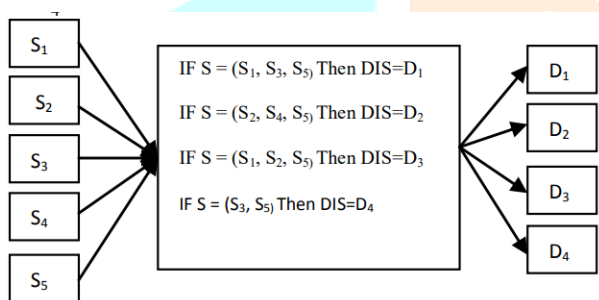 S₁
S₂
S₃
S₄
S₅
IF S = (S₁, S₃, S₅) Then DIS=D₁
IF S = (S₂, S₄, S₅) Then DIS=D₂
IF S = (S₁, S₂, S₅) Then DIS=D₃
IF S = (S₃, S₅) Then DIS=D₄
D₁
D₂
D₃
D₄